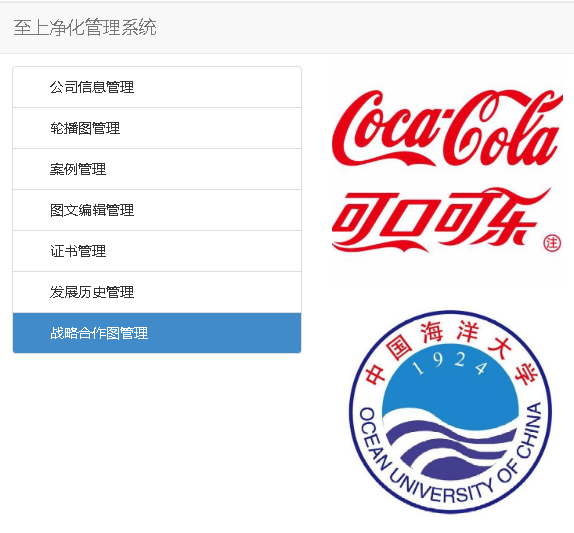 至上净化管理系统
公司信息管理
轮播图管理
案例管理
图文编辑管理
证书管理
发展历史管理
战略合作图管理
Coca-Cola
可口可乐
注
中国海洋大学
1924
OCEAN UNIVERSITY OF CHINA